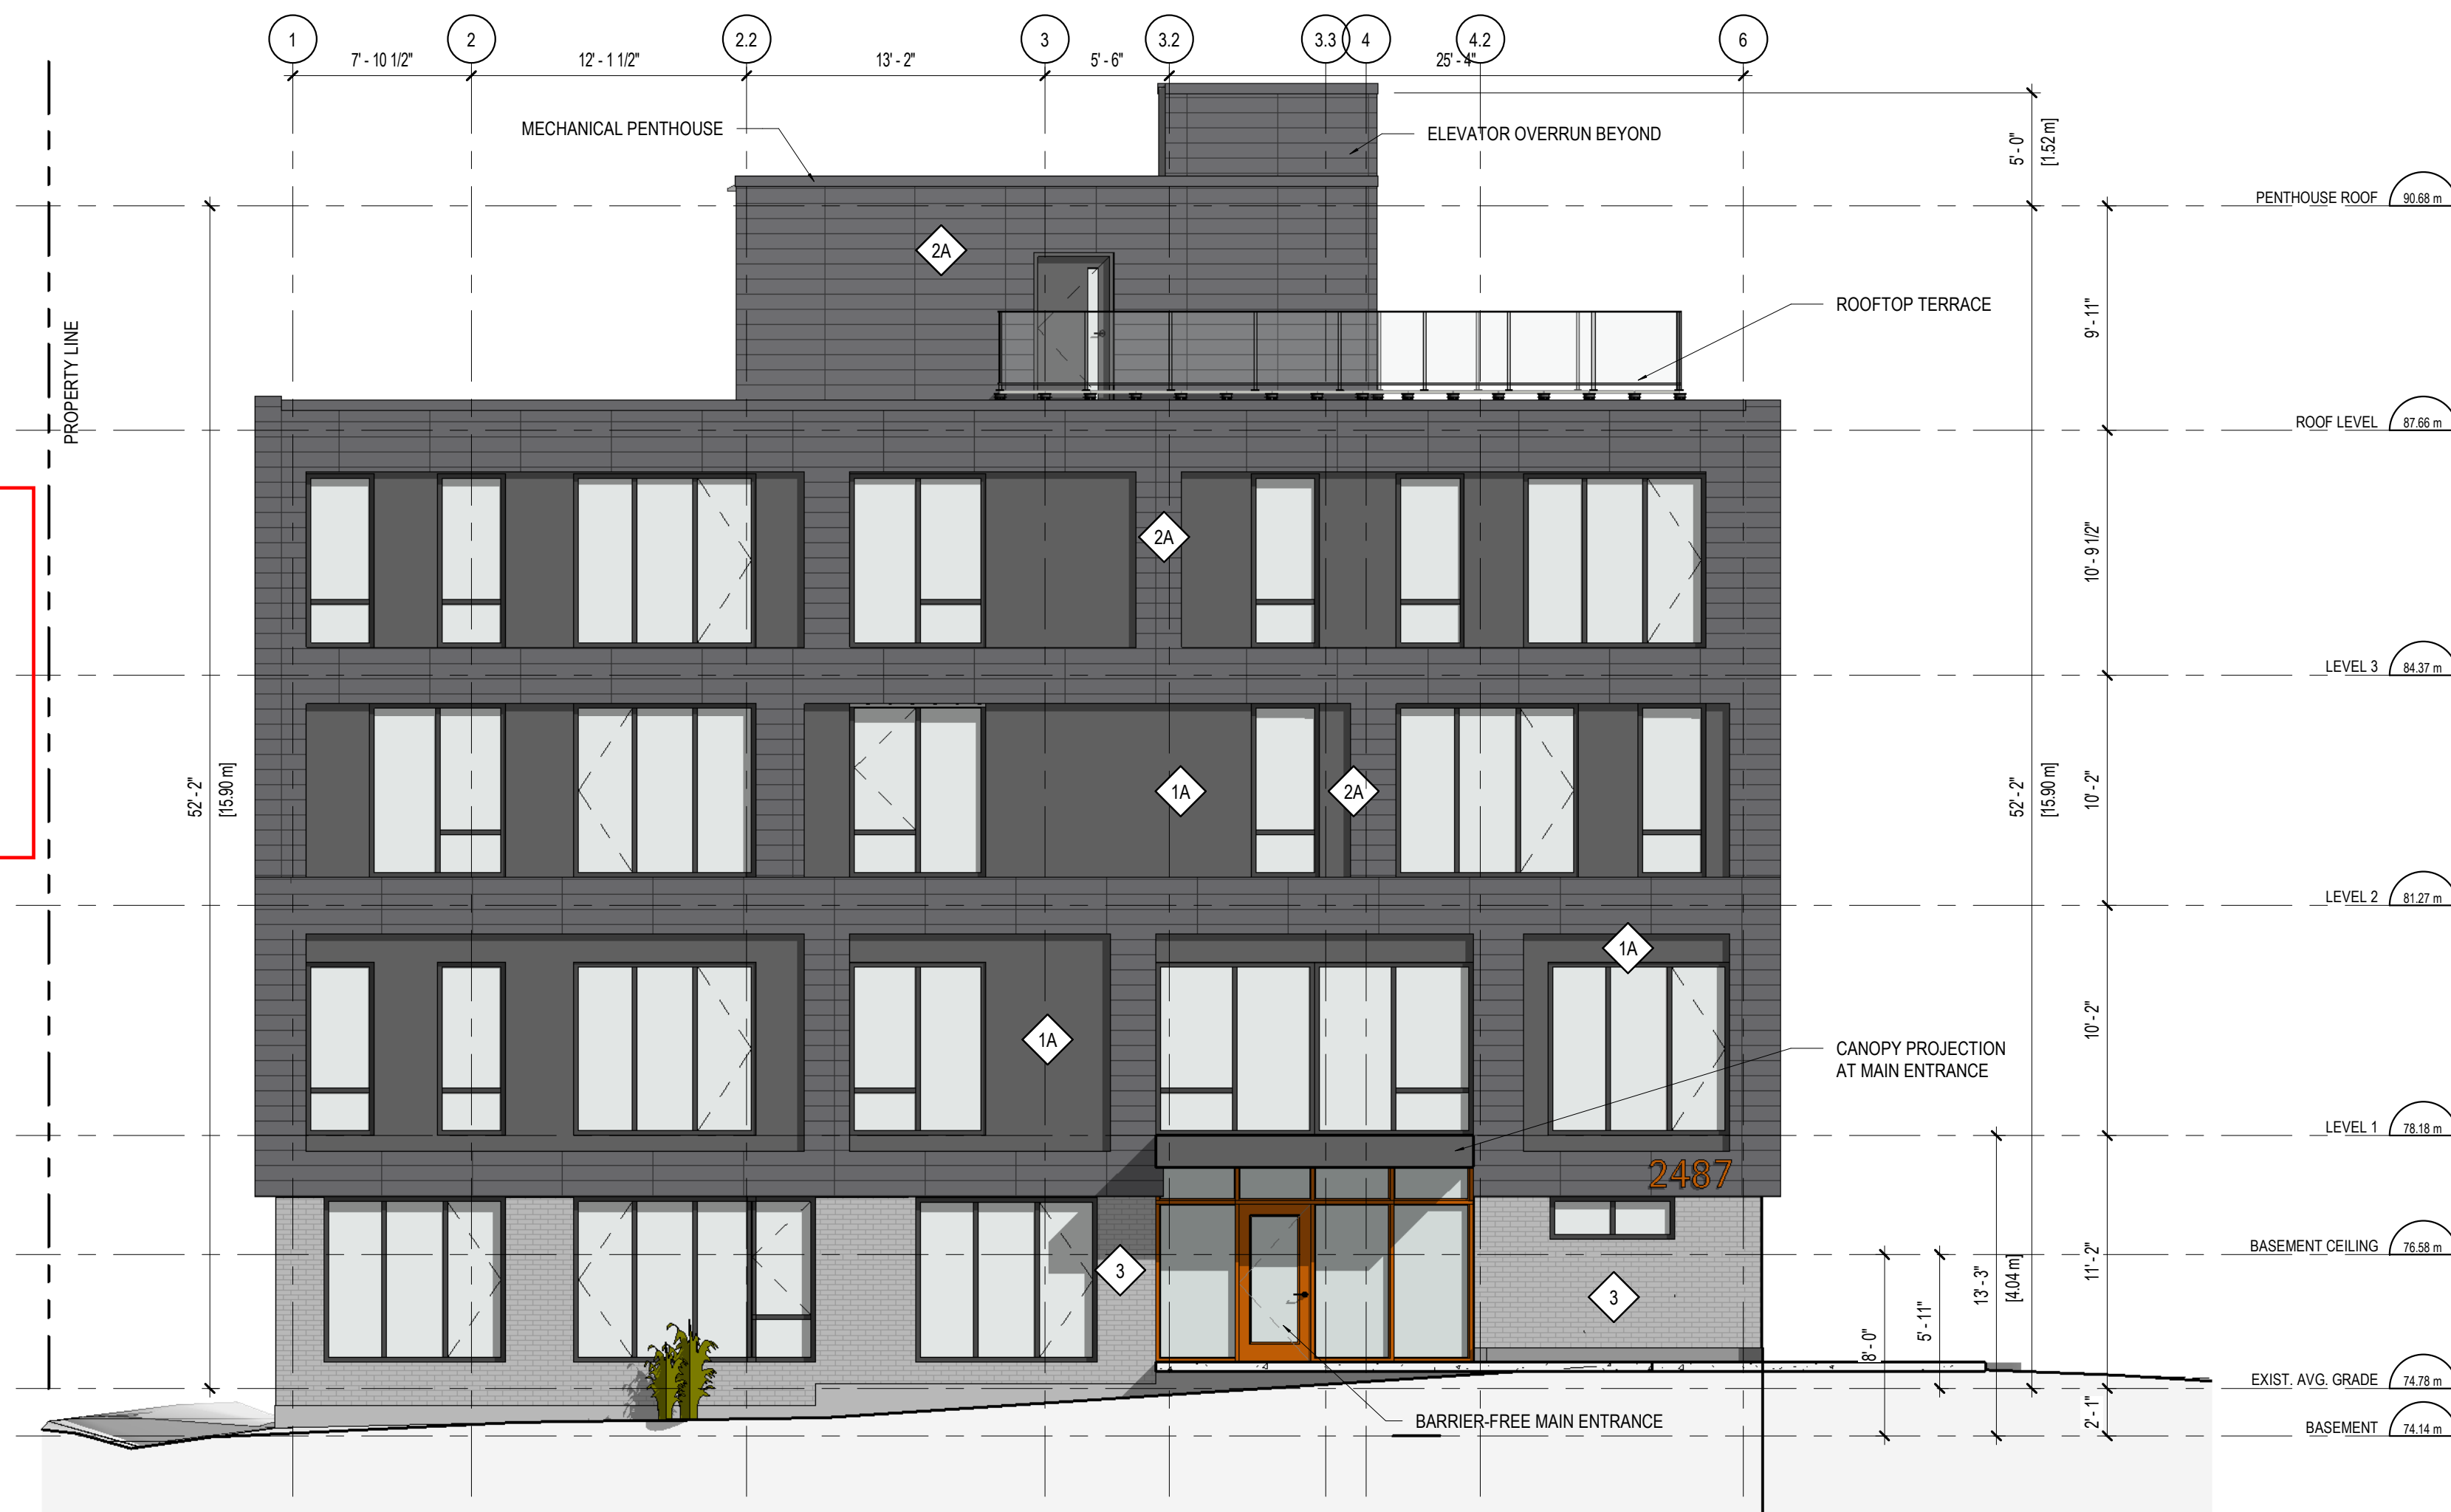 1
2
2.2
3
3.2
3.3
4
4.2
6
7' - 10 1/2"
12' - 1 1/2"
13' - 2"
5' - 6"
25' - 4"
MECHANICAL PENTHOUSE
ELEVATOR OVERRUN BEYOND
5' - 0"
[1.52 m]
PENTHOUSE ROOF
90.68 m
2A
ROOFTOP TERRACE
9' - 11"
PROPERTY LINE
ROOF LEVEL
87.66 m
2A
10' - 9 1/2"
LEVEL 3
84.37 m
52' - 2"
[15.90 m]
1A
2A
52' - 2"
[15.90 m]
10' - 2"
LEVEL 2
81.27 m
1A
1A
10' - 2"
CANOPY PROJECTION
AT MAIN ENTRANCE
LEVEL 1
78.18 m
2487
BASEMENT CEILING
76.58 m
3
3
8' - 0"
5' - 11"
13' - 3"
[4.04 m]
11' - 2"
EXIST. AVG. GRADE
74.78 m
2' - 1"
BARRIER-FREE MAIN ENTRANCE
BASEMENT
74.14 m